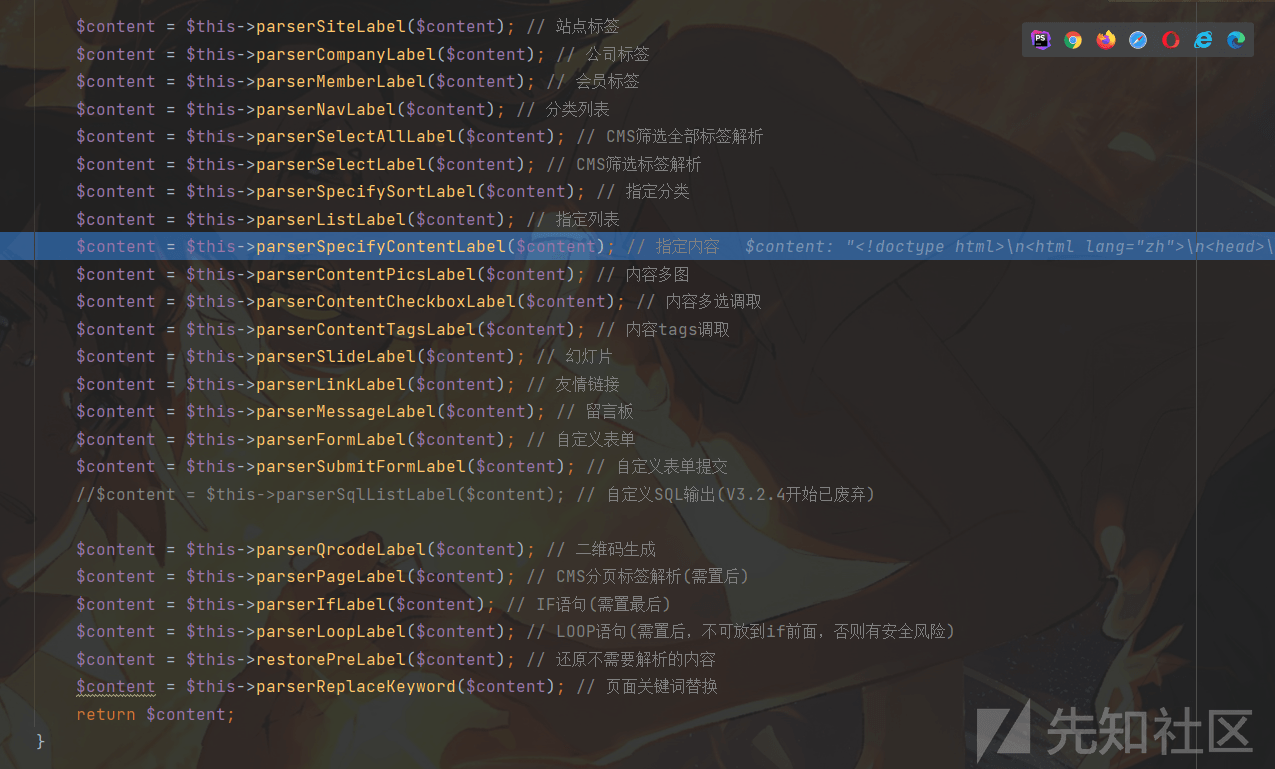 $content = $this->parserSiteLabel($content); // 站点标签
$content = $this->parserCompanyLabel($content); // 公司标签
$content = $this->parserMemberLabel($content); // 会员标签
$content = $this->parserNavLabel($content); // 分类列表
$content = $this->parserSelectAllLabel($content); // CMS筛选全部标签解析
$content = $this->parserSelectLabel($content); // CMS筛选标签解析
$content = $this->parserSpecifySortLabel($content); // 指定分类
$content = $this->parserListLabel($content); // 指定列表
$content = $this->parserSpecifyContentLabel($content); // 指定内容 $content: "<!doctype html>\n<html lang="zh">\n<head>\
$content = $this->parserContentPicsLabel($content); // 内容多图
$content = $this->parserContentCheckboxLabel($content); // 内容多选调取
$content = $this->parserContentTagsLabel($content); // 内容tags调取
$content = $this->parserSlideLabel($content); // 幻灯片
$content = $this->parserLinkLabel($content); // 友情链接
$content = $this->parserMessageLabel($content); // 留言板
$content = $this->parserFormLabel($content); // 自定义表单
$content = $this->parserSubmitFormLabel($content); // 自定义表单提交
//$content = $this->parserSqlListLabel($content); // 自定义SQL输出(V3.2.4开始已废弃)
$content = $this->parserQrcodeLabel($content); // 二维码生成
$content = $this->parserPageLabel($content); // CMS分页标签解析(需置后)
$content = $this->parserIfLabel($content); // IF语句(需置最后)
$content = $this->parserLoopLabel($content); // LOOP语句(需置后，不可放到if前面，否则有安全风险)
$content = $this->restorePreLabel($content); // 还原不需要解析的内容
$content = $this->parserReplaceKeyword($content); // 页面关键词替换
return $content;
}
PS
先知社区